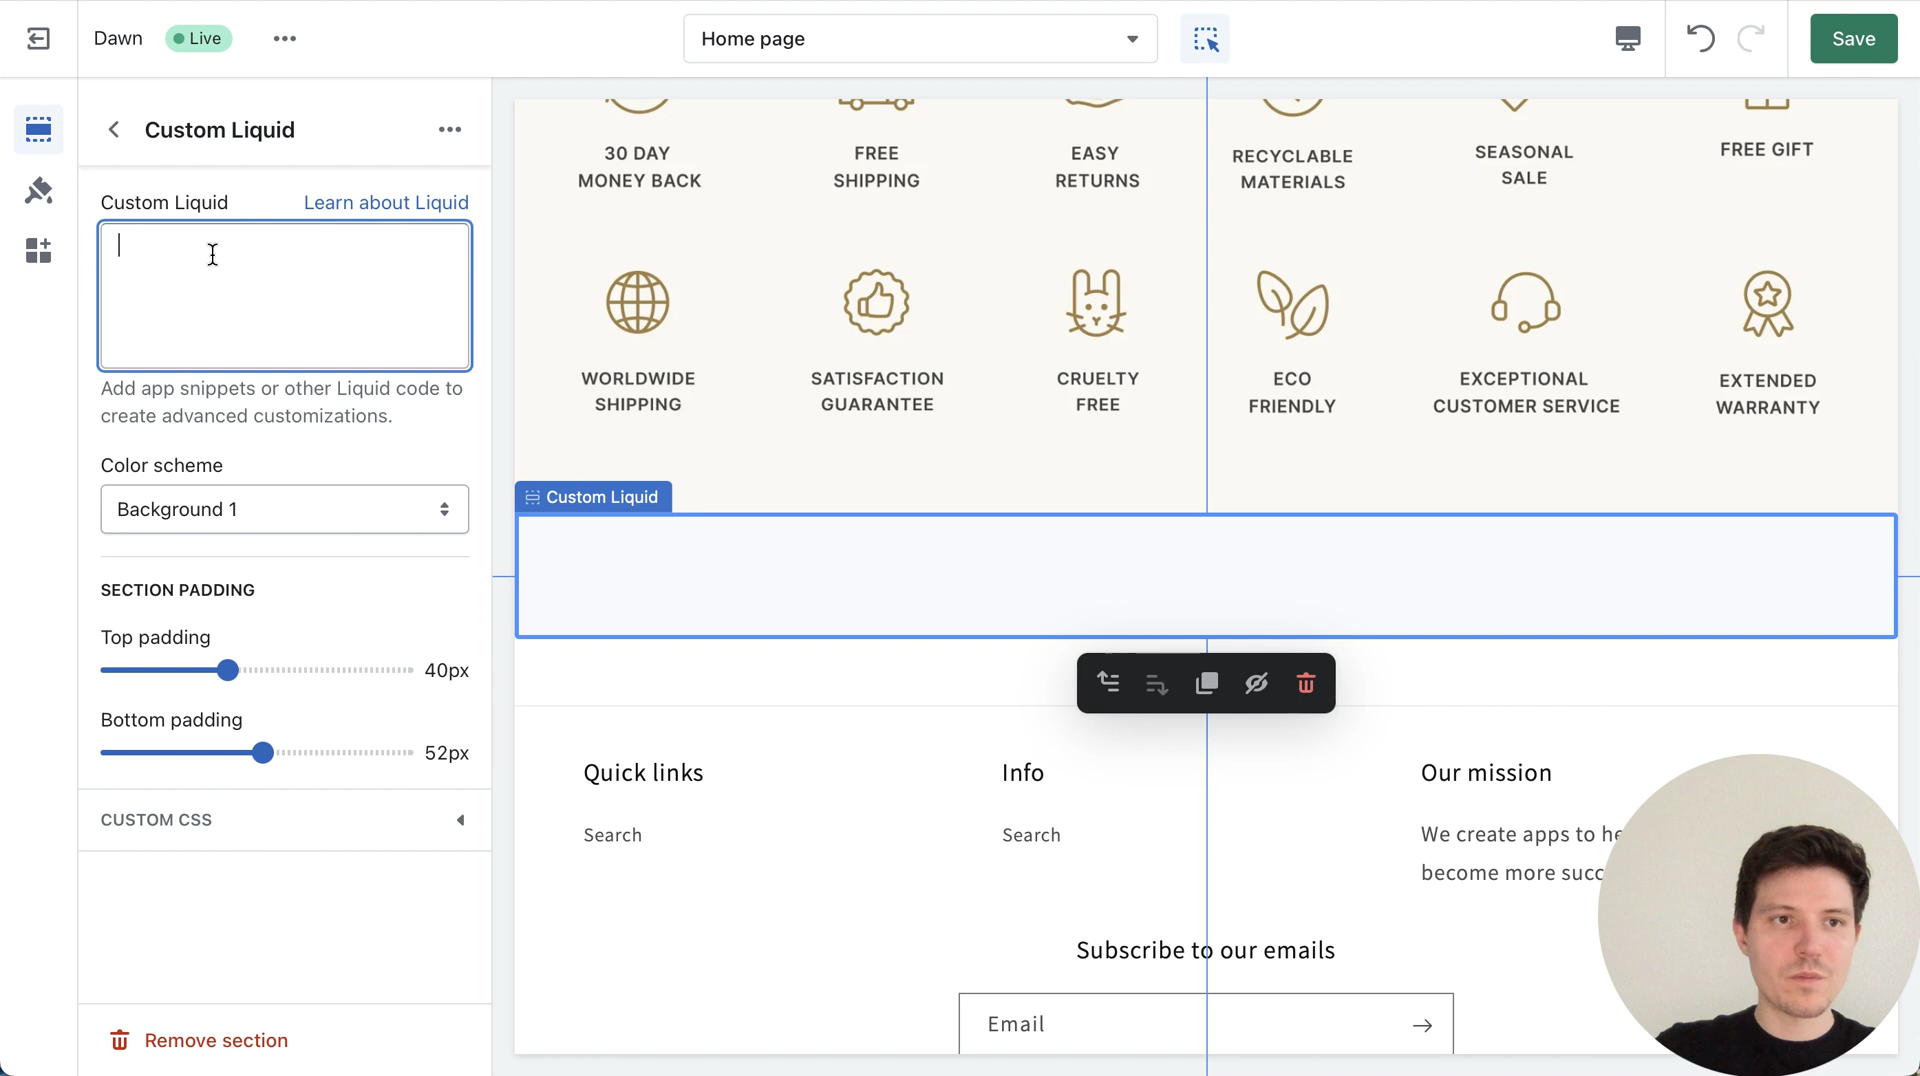 Dawn
Live
Home page
Save
Custom Liquid
Custom Liquid
Learn about Liquid
Add app snippets or other Liquid code to
create advanced customizations.
Color scheme
Background 1
SECTION PADDING
Top padding
40px
Bottom padding
52px
CUSTOM CSS
Remove section
30 DAY
MONEY BACK
FREE
SHIPPING
EASY
RETURNS
RECYCLABLE
MATERIALS
SEASONAL
SALE
FREE GIFT
WORLDWIDE
SHIPPING
SATISFACTION
GUARANTEE
CRUELTY
FREE
ECO
FRIENDLY
EXCEPTIONAL
CUSTOMER SERVICE
EXTENDED
WARRANTY
Custom Liquid
Quick links
Search
Info
Search
Our mission
We create apps to he
become more succ
Subscribe to our emails
Email